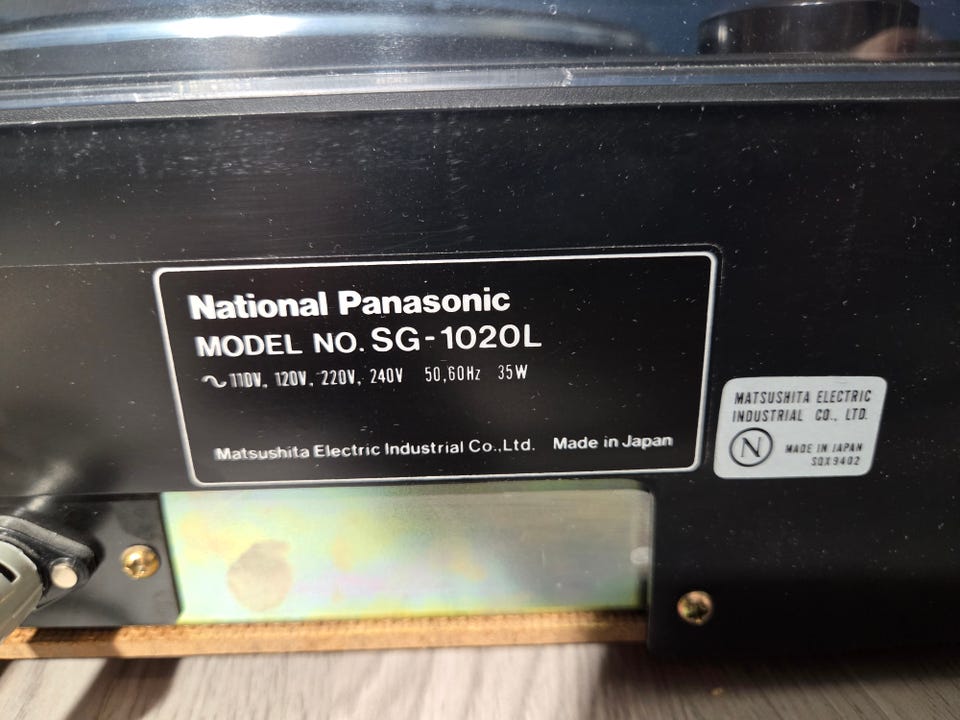 National Panasonic
MODEL NO. SG-1020L
~ 110V, 120V, 220V, 240V 50,60Hz 35W
Matsushita Electric Industrial Co.,Ltd. Made in Japan
MATSUSHITA ELECTRIC
INDUSTRIAL CO., LTD.
N MADE IN JAPAN
SQX9402